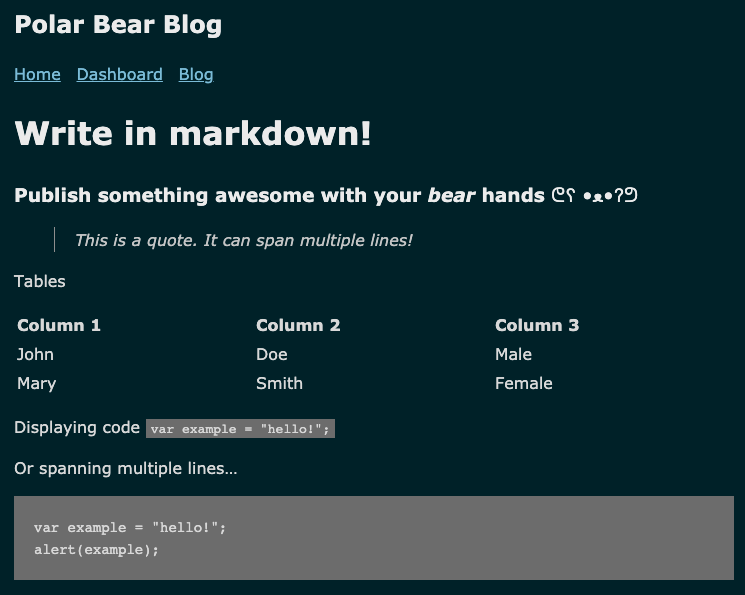 Polar Bear Blog
Home Dashboard Blog
Write in markdown!
Publish something awesome with your bear hands ᕦʕ •ᴥ•ʔᕤ
This is a quote. It can span multiple lines!
Tables
Column 1 Column 2 Column 3
John Doe Male
Mary Smith Female
Displaying code var example = "hello!";
Or spanning multiple lines...
var example = "hello!";
alert(example);